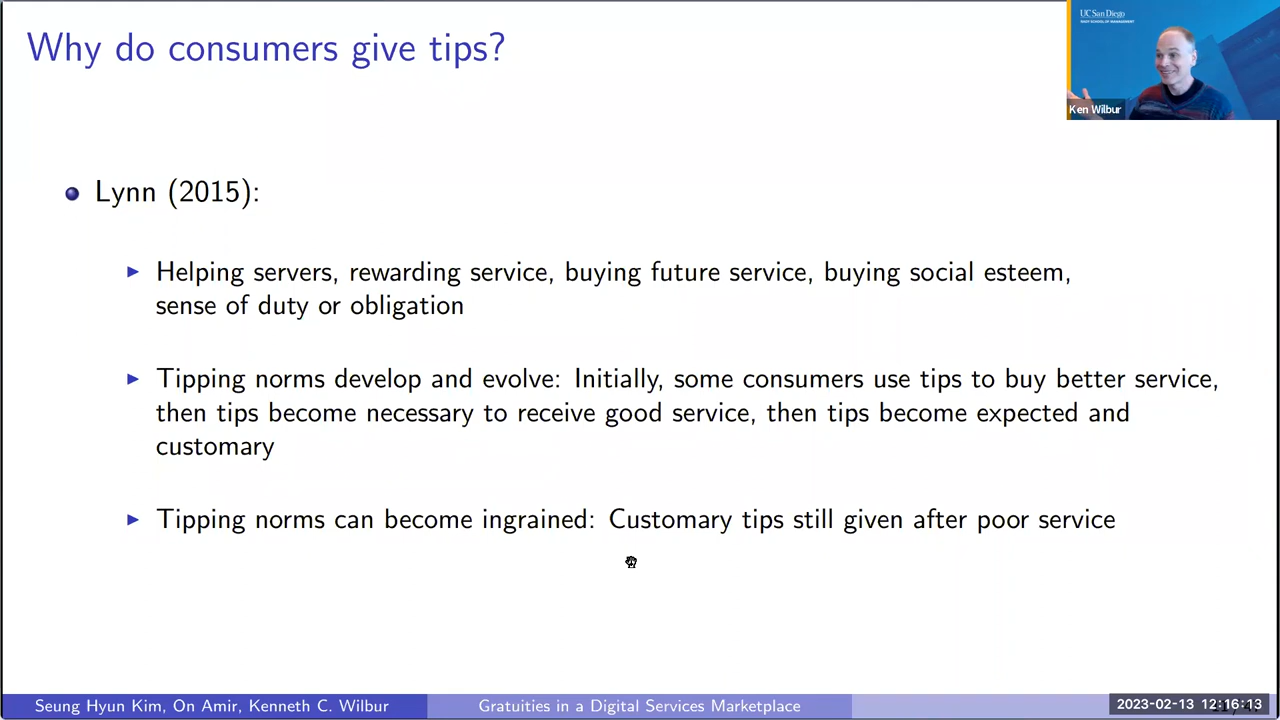 Why do consumers give tips?
UC San Diego
RADY SCHOOL OF MANAGEMENT
Ken Wilbur
Lynn (2015):
Helping servers, rewarding service, buying future service, buying social esteem,
sense of duty or obligation
Tipping norms develop and evolve: Initially, some consumers use tips to buy better service,
then tips become necessary to receive good service, then tips become expected and
customary
Tipping norms can become ingrained: Customary tips still given after poor service
Seung Hyun Kim, On Amir, Kenneth C. Wilbur
Gratuities in a Digital Services Marketplace
2023-02-13 12:16:13